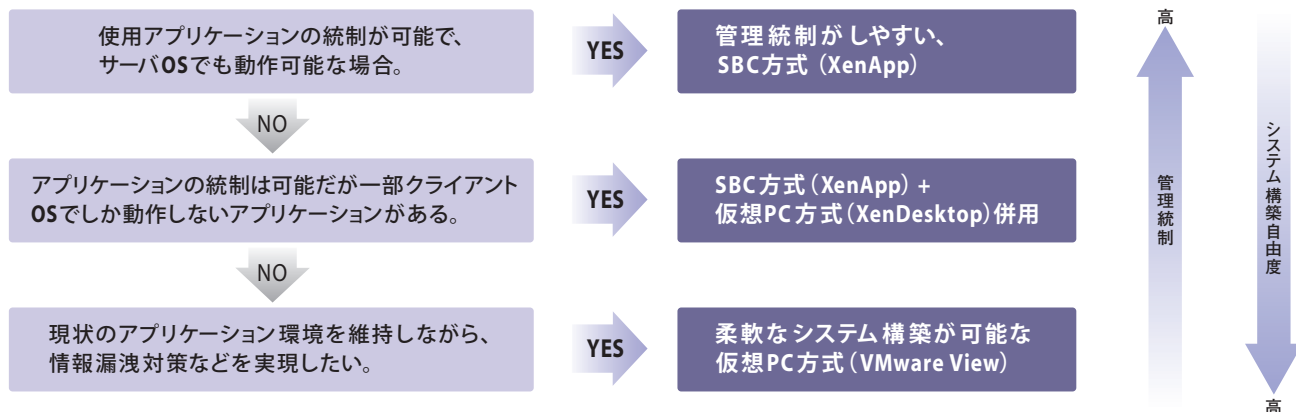 使用アプリケーションの統制が可能で、
サーバOSでも動作可能な場合。
YES
管理統制がしやすい、
SBC方式（XenApp）
NO
アプリケーションの統制は可能だが一部クライアント
OSでしか動作しないアプリケーションがある。
YES
SBC方式（XenApp）+
仮想PC方式（XenDesktop）併用
NO
現状のアプリケーション環境を維持しながら、
情報漏洩対策などを実現したい。
YES
柔軟なシステム構築が可能な
仮想PC方式（VMware View）
高
管理統制
システム構築自由度
高